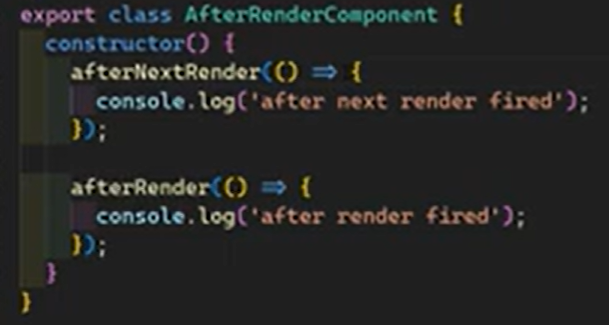 export class AfterRenderComponent {
  constructor() {
    afterNextRender(() => {
      console.log('after next render fired');
    });

    afterRender(() => {
      console.log('after render fired');
    });
  }
}